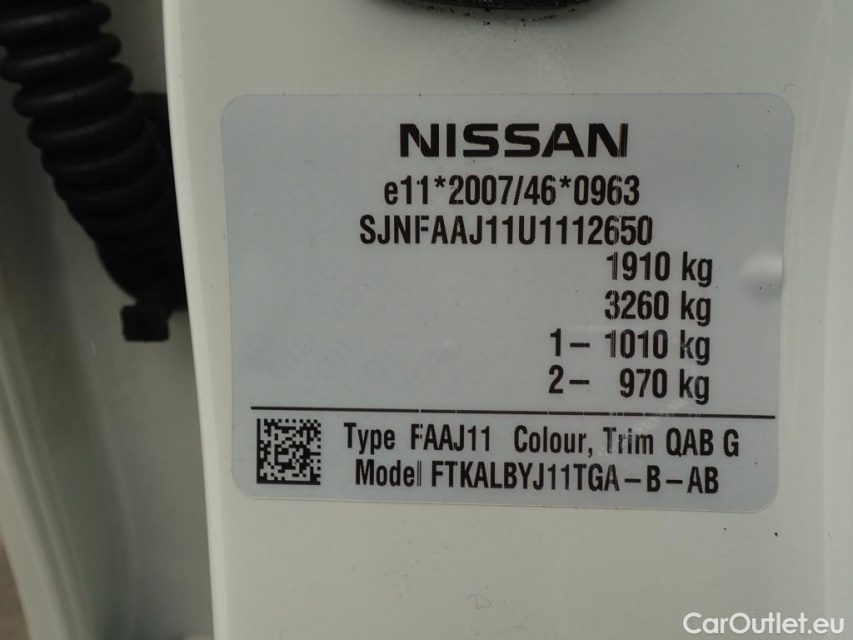 NISSAN
e11*2007/46*0963
SJNFAAJ11U1112650
1910 kg
3260 kg
1– 1010 kg
2– 970 kg
Type FAAJ11 Colour, Trim QAB G
Model FTKALBYJ11TGA–B–AB
CarOutlet.eu